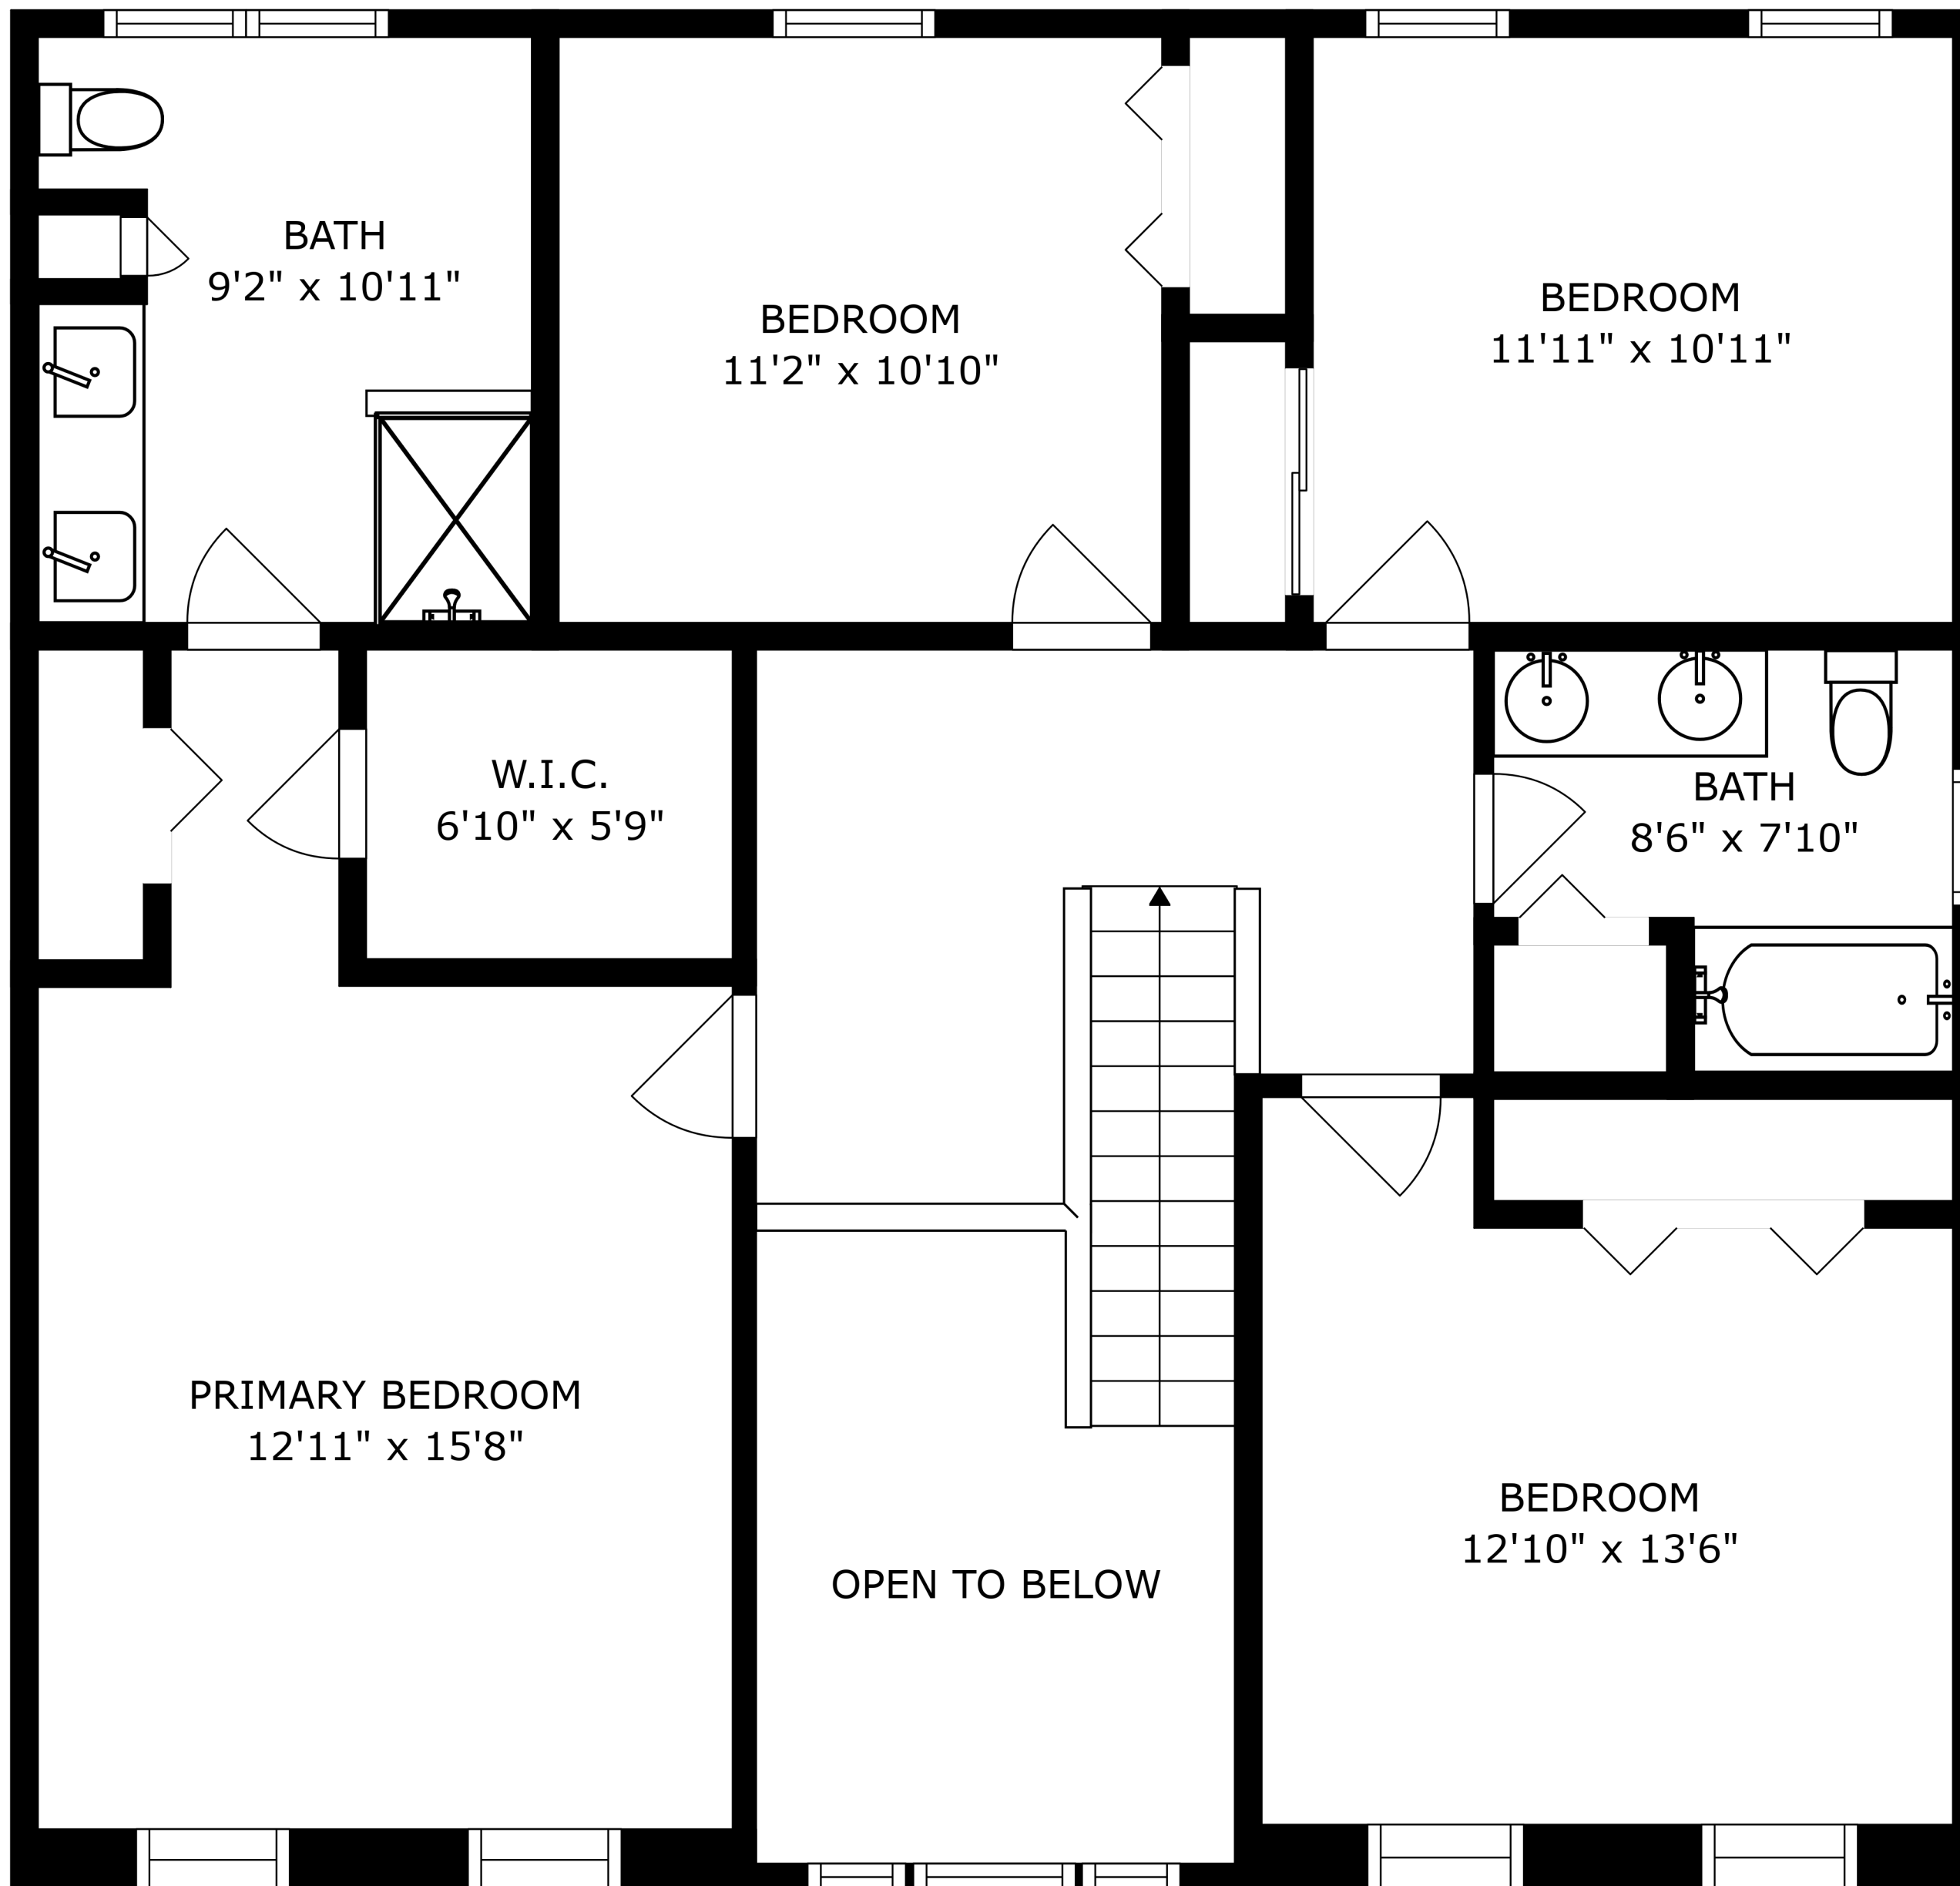 BATH
9'2" x 10'11"
BEDROOM
11'2" x 10'10"
BEDROOM
11'11" x 10'11"
W.I.C.
6'10" x 5'9"
BATH
8'6" x 7'10"
PRIMARY BEDROOM
12'11" x 15'8"
BEDROOM
12'10" x 13'6"
OPEN TO BELOW